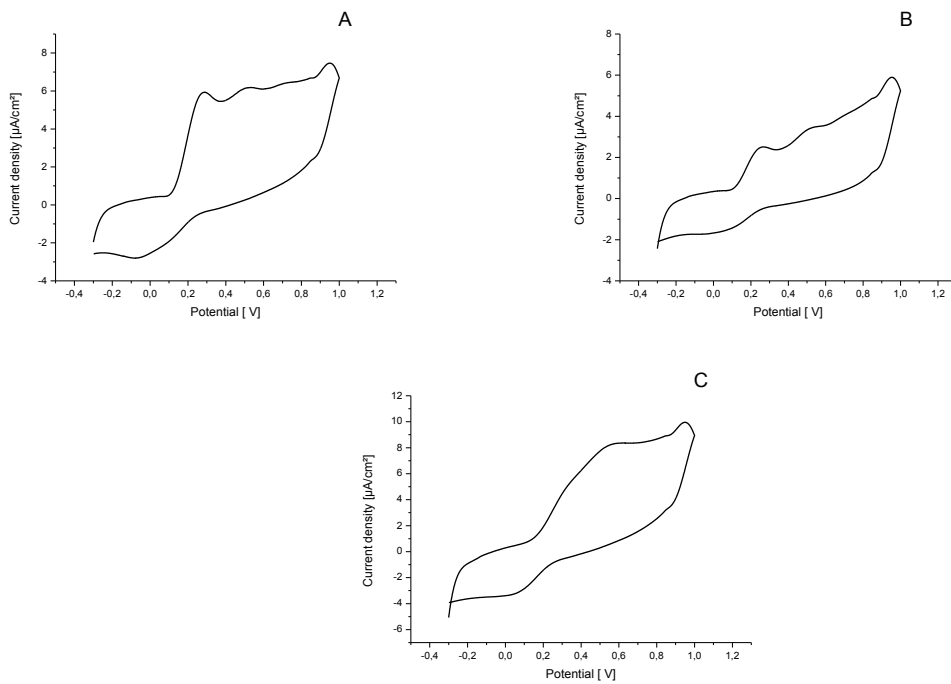 A
Current density [µA/cm²]
8
6
4
2
0
-2
-4
-0,4 -0,2 0,0 0,2 0,4 0,6 0,8 1,0 1,2
Potential [ V]
B
Current density [µA/cm²]
8
6
4
2
0
-2
-4
-0,4 -0,2 0,0 0,2 0,4 0,6 0,8 1,0 1,2
Potential [ V]
C
Current density [µA/cm²]
12
10
8
6
4
2
0
-2
-4
-6
-0,4 -0,2 0,0 0,2 0,4 0,6 0,8 1,0 1,2
Potential [ V]